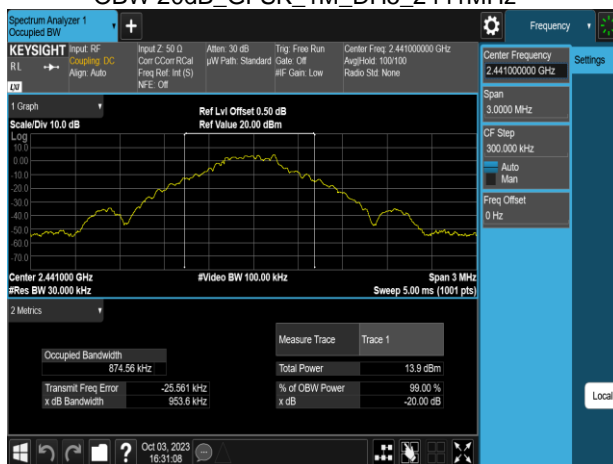 OBW 20dB_GFSK_1M_DH5_2441MHz
Spectrum Analyzer 1
Occupied BW
Frequency
KEYSIGHT
Input: RF
Coupling: DC
Align: Auto
Input Z: 50 Ω
Corr CCorr RCal
Freq Ref: Int (S)
NFE: Off
Atten: 30 dB
µW Path: Standard
Trig: Free Run
Gate: Off
#IF Gain: Low
Center Freq: 2.441000000 GHz
Avg|Hold: 100/100
Radio Std: None
RL
LXI
Center Frequency
2.441000000 GHz
Settings
Span
3.0000 MHz
CF Step
300.000 kHz
Auto
Man
Freq Offset
0 Hz
1 Graph
Scale/Div 10.0 dB
Ref Lvl Offset 0.50 dB
Ref Value 20.00 dBm
Log
10.0
0.00
-10.0
-20.0
-30.0
-40.0
-50.0
-60.0
-70.0
Center 2.441000 GHz
#Res BW 30.000 kHz
#Video BW 100.00 kHz
Span 3 MHz
Sweep 5.00 ms (1001 pts)
2 Metrics
Measure Trace Trace 1
Occupied Bandwidth
874.56 kHz
Total Power 13.9 dBm
Transmit Freq Error -25.561 kHz
% of OBW Power 99.00 %
x dB Bandwidth 953.6 kHz
x dB -20.00 dB
Local
Oct 03, 2023
16:31:08